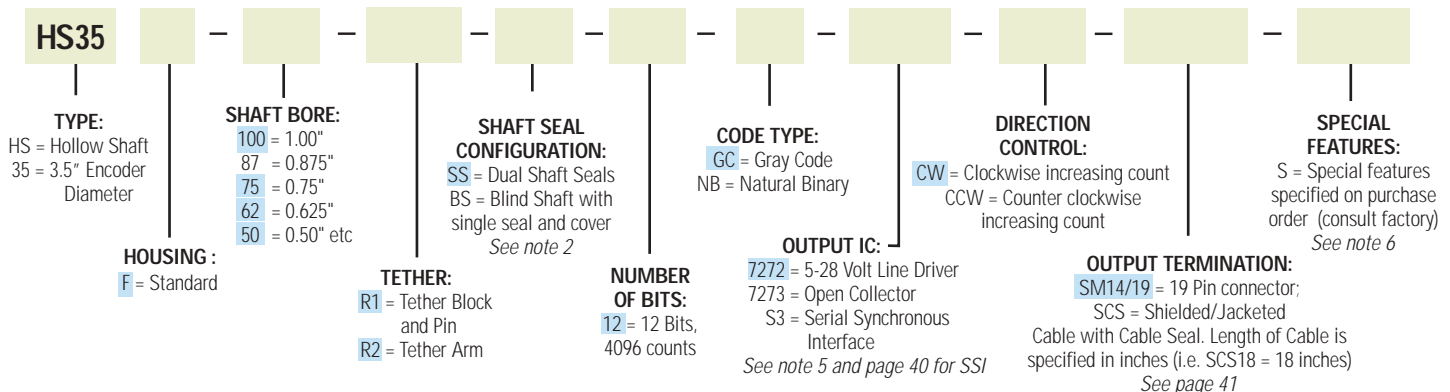 HS35 – – – – – – – – –
TYPE:
HS = Hollow Shaft
35 = 3.5" Encoder
Diameter
HOUSING :
F = Standard
SHAFT BORE:
100 = 1.00"
87 = 0.875"
75 = 0.75"
62 = 0.625"
50 = 0.50" etc
TETHER:
R1 = Tether Block
and Pin
R2 = Tether Arm
SHAFT SEAL
CONFIGURATION:
SS = Dual Shaft Seals
BS = Blind Shaft with
single seal and cover
See note 2
NUMBER
OF BITS:
12 = 12 Bits,
4096 counts
CODE TYPE:
GC = Gray Code
NB = Natural Binary
OUTPUT IC:
7272 = 5-28 Volt Line Driver
7273 = Open Collector
S3 = Serial Synchronous
Interface
See note 5 and page 40 for SSI
DIRECTION
CONTROL:
CW = Clockwise increasing count
CCW = Counter clockwise
increasing count
OUTPUT TERMINATION:
SM14/19 = 19 Pin connector;
SCS = Shielded/Jacketed
Cable with Cable Seal. Length of Cable is
specified in inches (i.e. SCS18 = 18 inches)
See page 41
SPECIAL
FEATURES:
S = Special features
specified on purchase
order (consult factory)
See note 6